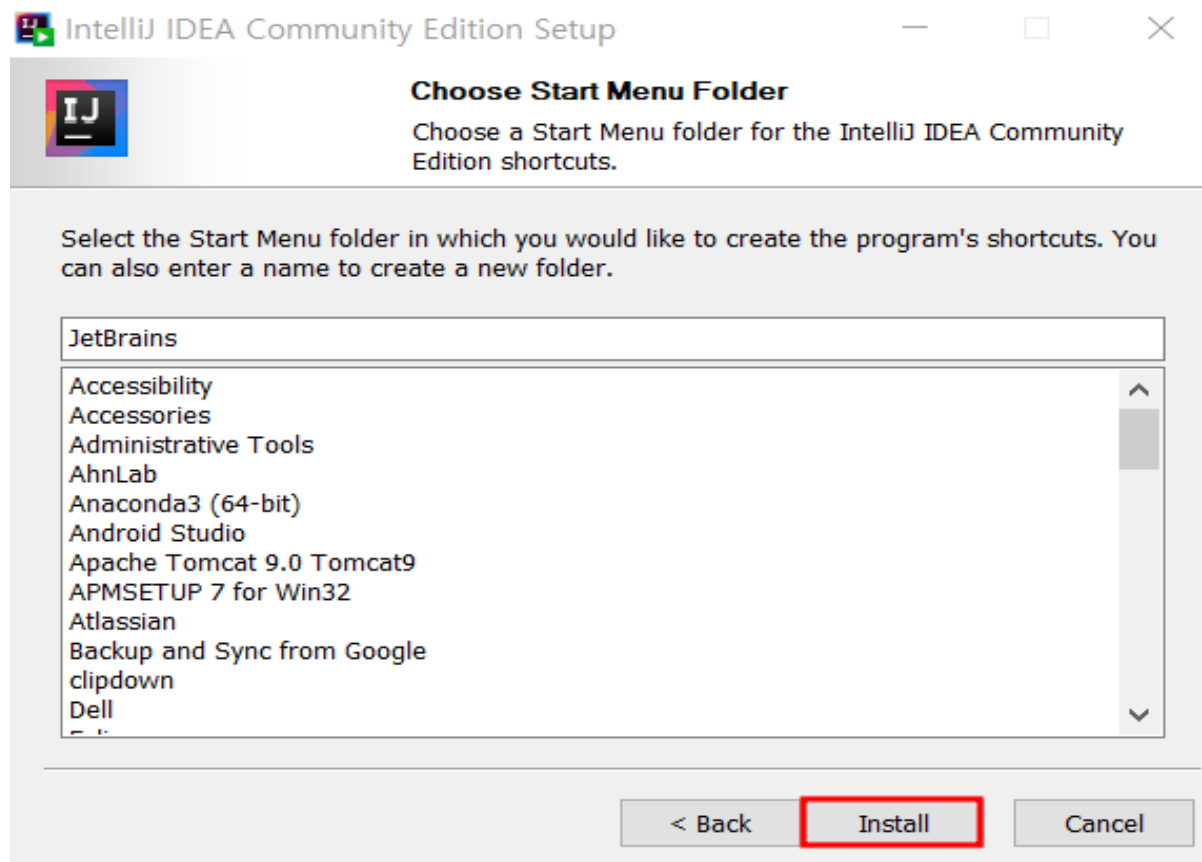 IntelliJ IDEA Community Edition Setup
IJ
Choose Start Menu Folder
Choose a Start Menu folder for the IntelliJ IDEA Community
Edition shortcuts.
Select the Start Menu folder in which you would like to create the program's shortcuts. You
can also enter a name to create a new folder.
JetBrains
Accessibility
Accessories
Administrative Tools
AhnLab
Anaconda3 (64-bit)
Android Studio
Apache Tomcat 9.0 Tomcat9
APMSETUP 7 for Win32
Atlassian
Backup and Sync from Google
clipdown
Dell
< Back
Install
Cancel